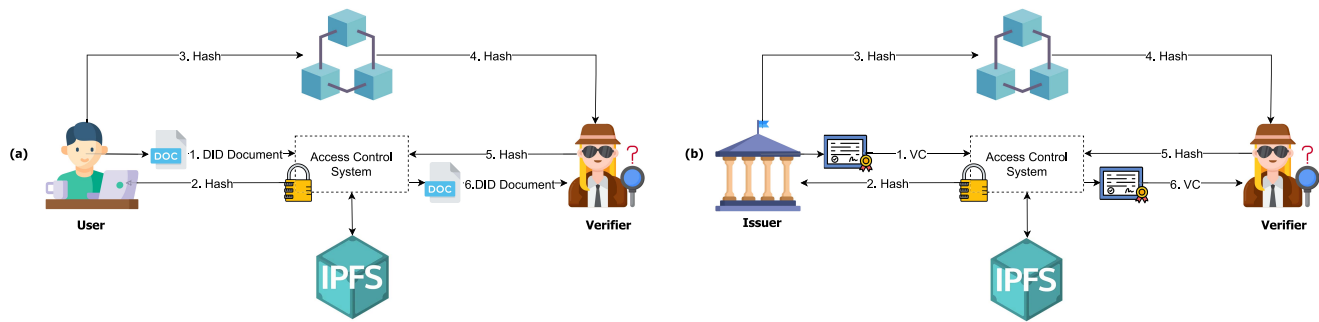 3. Hash
4. Hash
(a)
DOC
1. DID Document
Access Control
System
5. Hash
?
2. Hash
DOC
6.DID Document
User
Verifier
IPFS
3. Hash
4. Hash
(b)
1. VC
Access Control
System
5. Hash
?
2. Hash
6. VC
Issuer
Verifier
IPFS